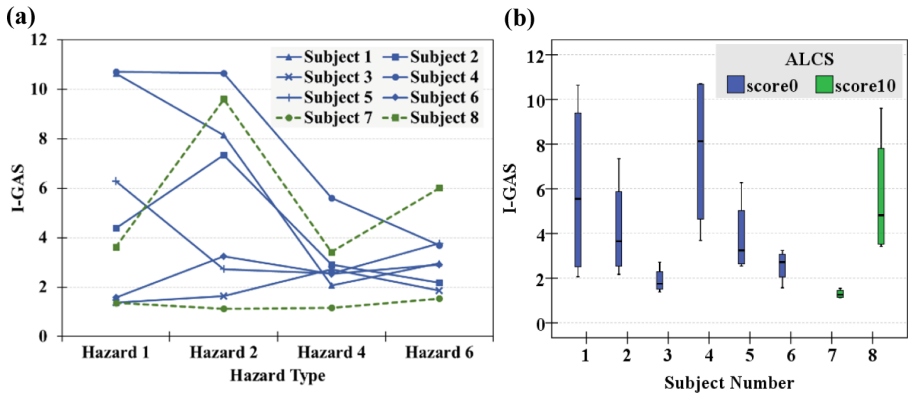 (a)
12
10
8
6
4
2
0
I-GAS
Subject 1 Subject 2
Subject 3 Subject 4
Subject 5 Subject 6
Subject 7 Subject 8
Hazard 1 Hazard 2 Hazard 4 Hazard 6
Hazard Type
(b)
12
10
8
6
4
2
0
I-GAS
ALCS
score0 score10
1 2 3 4 5 6 7 8
Subject Number